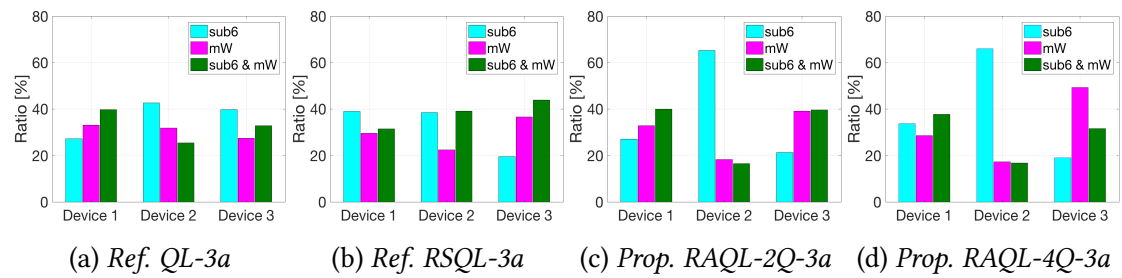 80
60
40
20
0
Ratio [%]
sub6
mW
sub6 & mW
Device 1 Device 2 Device 3
(a) Ref. QL-3a
80
60
40
20
0
Ratio [%]
sub6
mW
sub6 & mW
Device 1 Device 2 Device 3
(b) Ref. RSQL-3a
80
60
40
20
0
Ratio [%]
sub6
mW
sub6 & mW
Device 1 Device 2 Device 3
(c) Prop. RAQL-2Q-3a
80
60
40
20
0
Ratio [%]
sub6
mW
sub6 & mW
Device 1 Device 2 Device 3
(d) Prop. RAQL-4Q-3a